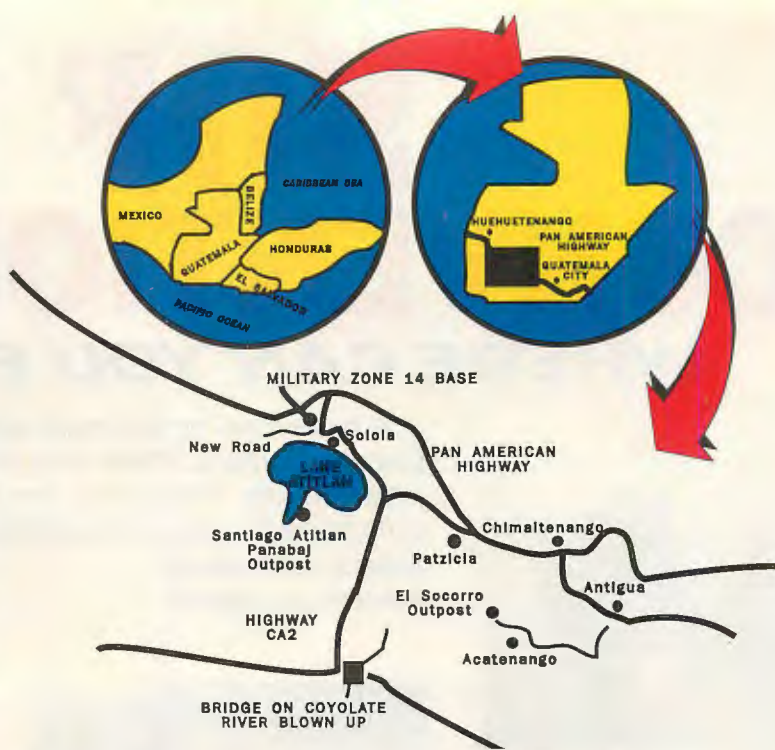 MEXICO
BELIZE
CARIBBEAN SEA
GUATEMALA
HONDURAS
EL SALVADOR
PACIFIC OCEAN
HUEHUETENANGO
PAN AMERICAN
HIGHWAY
GUATEMALA
CITY
MILITARY ZONE 14 BASE
New Road
Solola
PAN AMERICAN
HIGHWAY
LAKE
ATITLAN
Santiago Atitlan
Panabaj
Outpost
Chimaltenango
Patzicia
Antigua
El Socorro
Outpost
HIGHWAY
CA2
Acatenango
BRIDGE ON COYOLATE
RIVER BLOWN UP